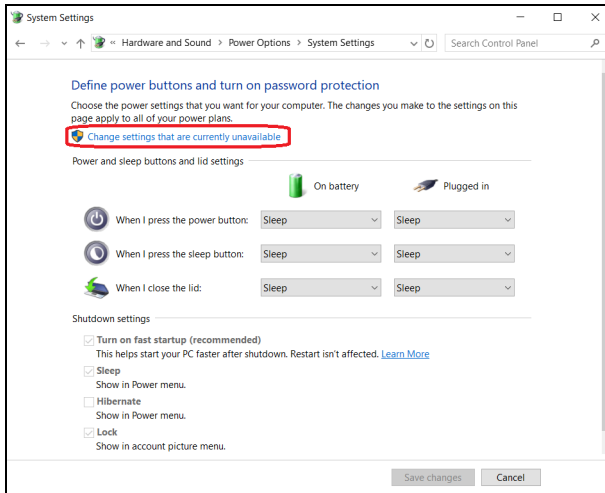 System Settings
« Hardware and Sound > Power Options > System Settings
Search Control Panel
Define power buttons and turn on password protection
Choose the power settings that you want for your computer. The changes you make to the settings on this
page apply to all of your power plans.
Change settings that are currently unavailable
Power and sleep buttons and lid settings
On battery Plugged in
When I press the power button: Sleep Sleep
When I press the sleep button: Sleep Sleep
When I close the lid: Sleep Sleep
Shutdown settings
Turn on fast startup (recommended)
This helps start your PC faster after shutdown. Restart isn't affected. Learn More
Sleep
Show in Power menu.
Hibernate
Show in Power menu.
Lock
Show in account picture menu.
Save changes Cancel